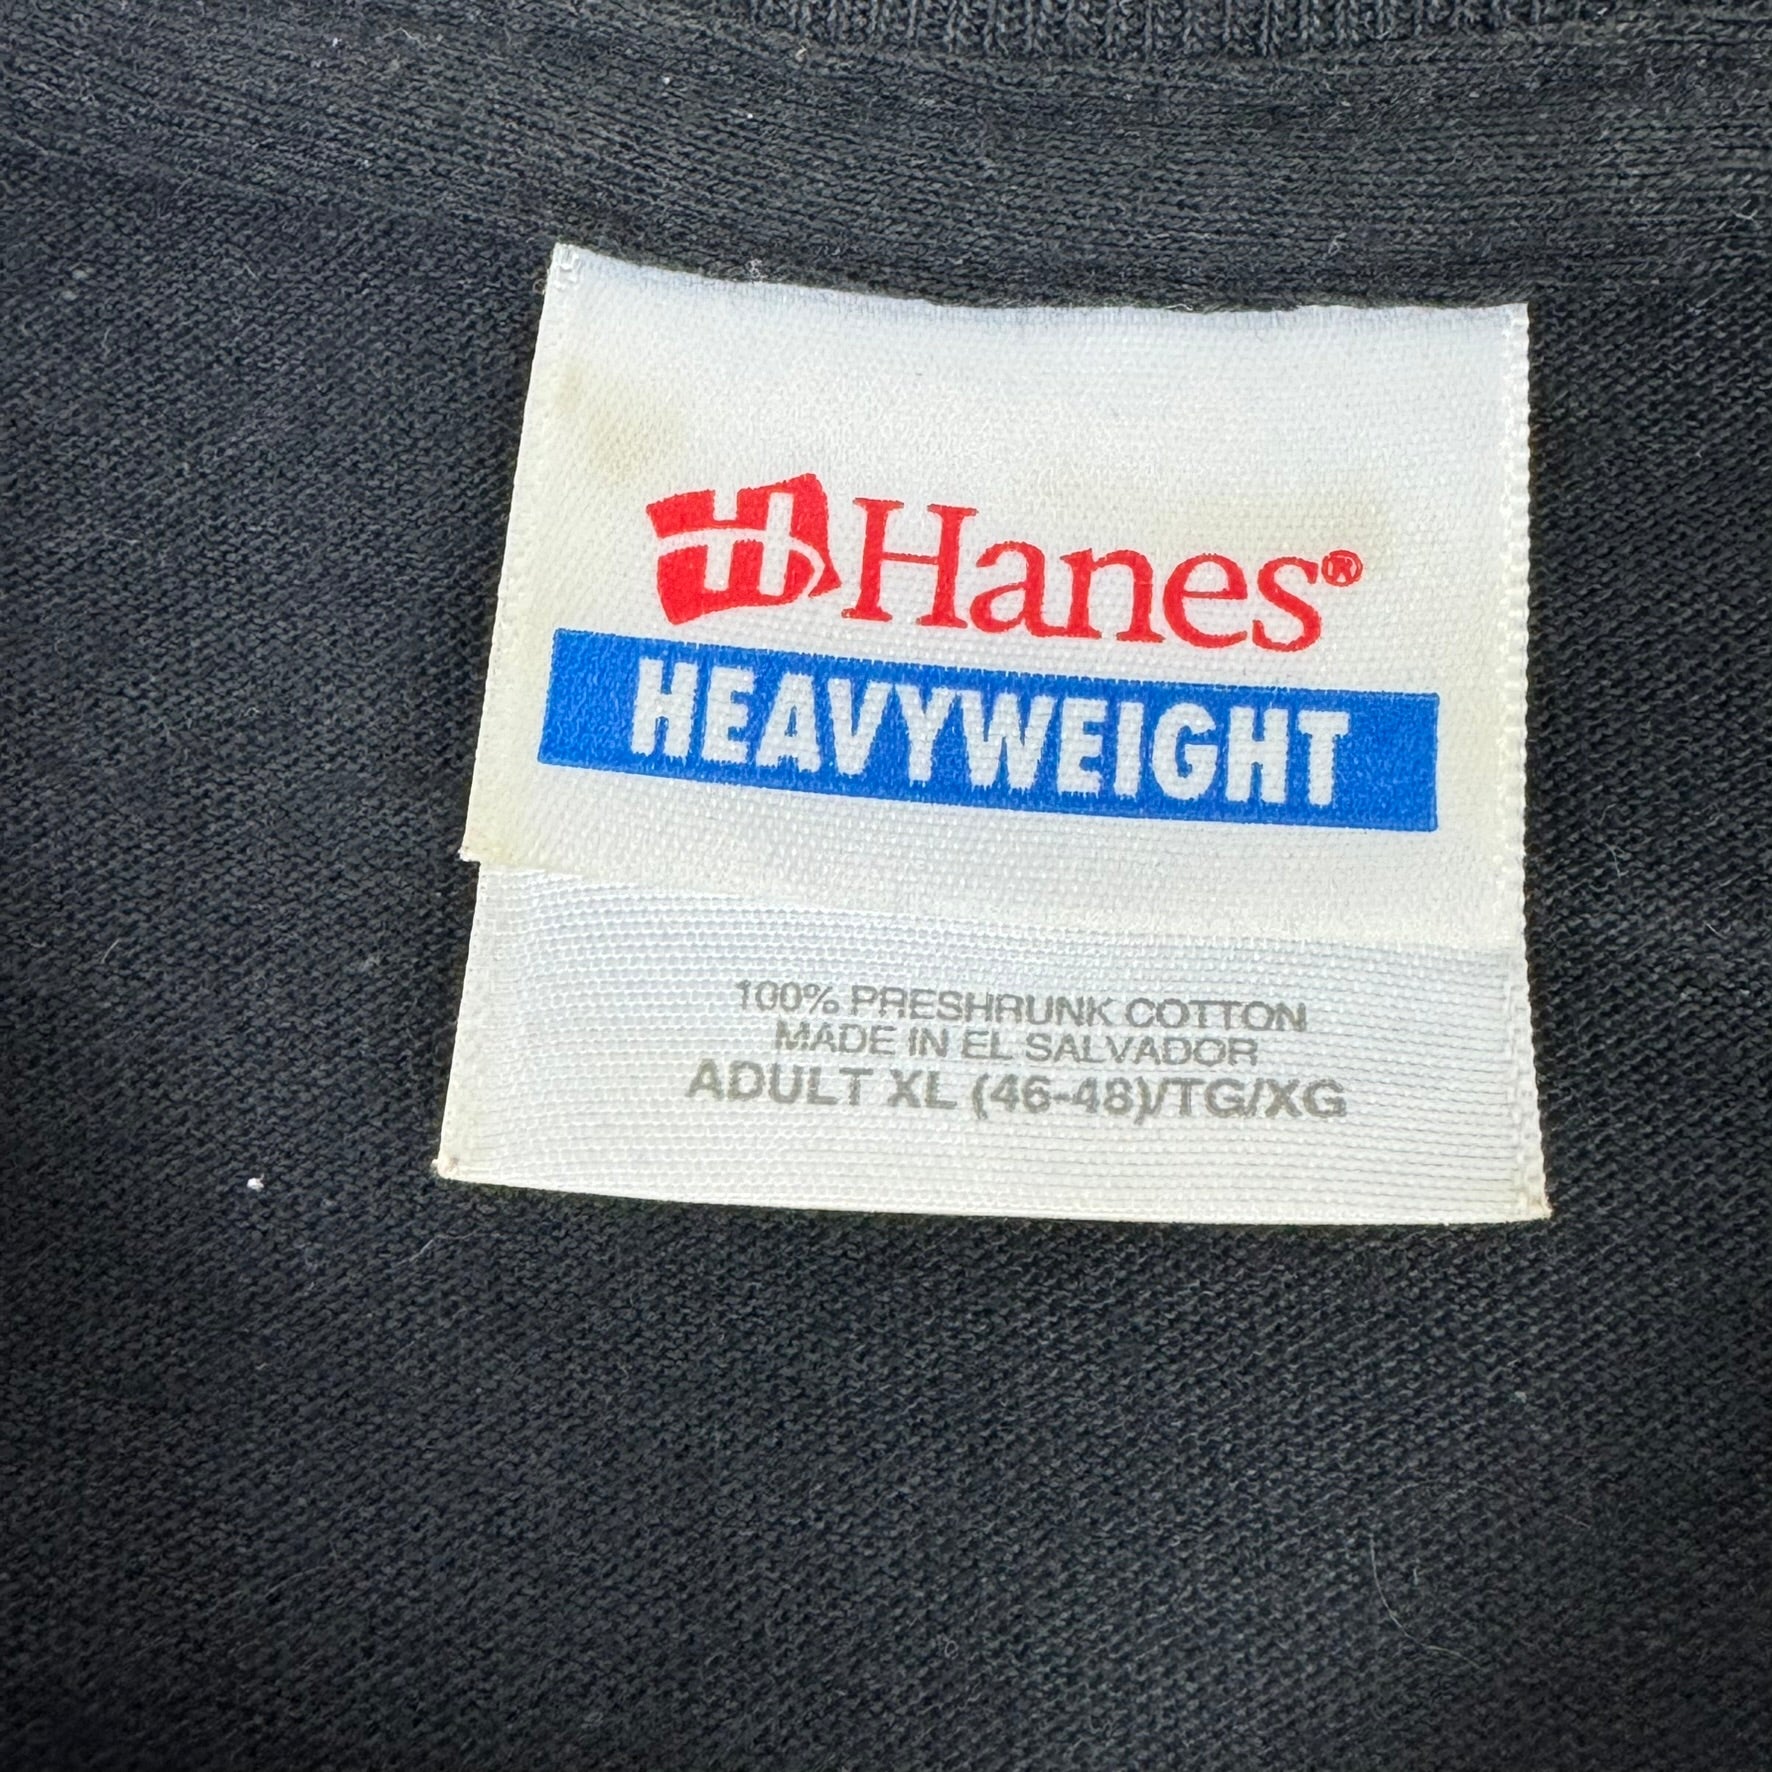 Hanes®
HEAVYWEIGHT
100% PRESHRUNK COTTON
MADE IN EL SALVADOR
ADULT XL (46-48)/TG/XG